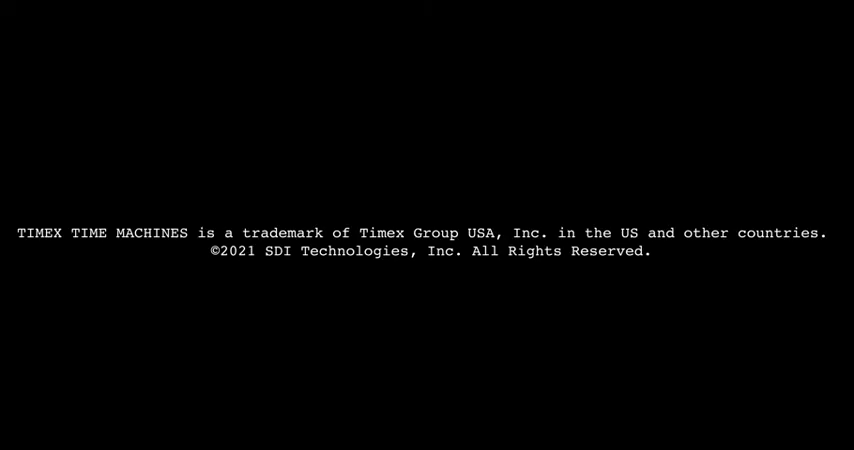 TIMEX TIME MACHINES is a trademark of Timex Group USA, Inc. in the US and other countries.
©2021 SDI Technologies, Inc. All Rights Reserved.